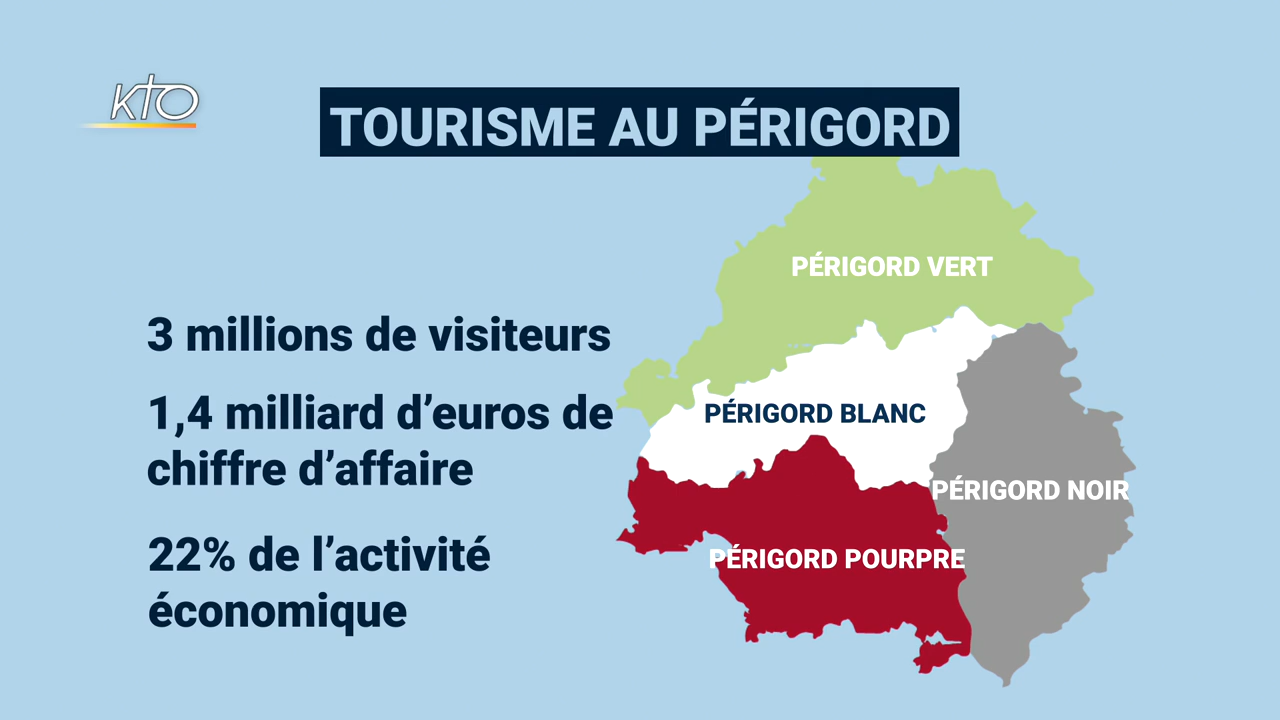 KTO
TOURISME AU PÉRIGORD
PÉRIGORD VERT
3 millions de visiteurs
1,4 milliard d’euros de
chiffre d’affaire
PÉRIGORD BLANC
PÉRIGORD NOIR
22% de l’activité
économique
PÉRIGORD POURPRE